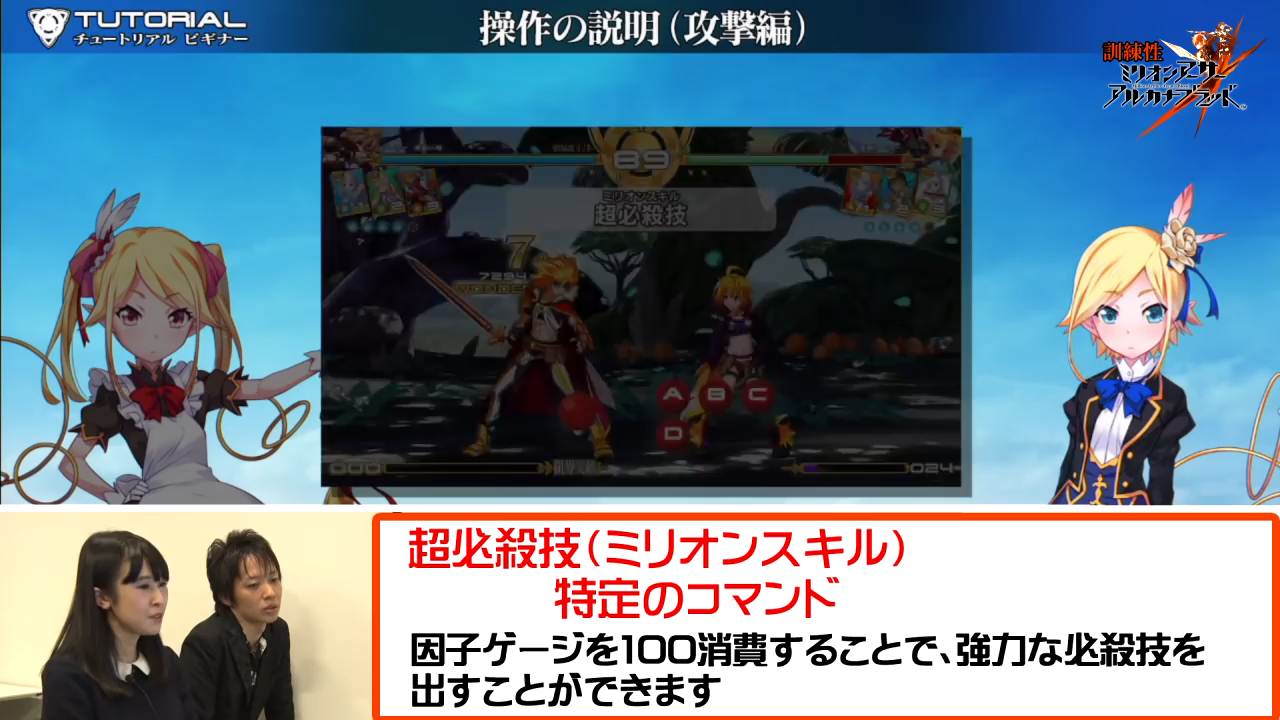 TUTORIAL
チュートリアル ビギナー
操作の説明(攻撃編)
訓練性
ミリオンアーサー
アルカナブラッド
89
ミリオンスキル
超必殺技
7
7294
A B C
D
000
024
超必殺技(ミリオンスキル)
特定のコマンド
因子ゲージを100消費することで、強力な必殺技を
出すことができます